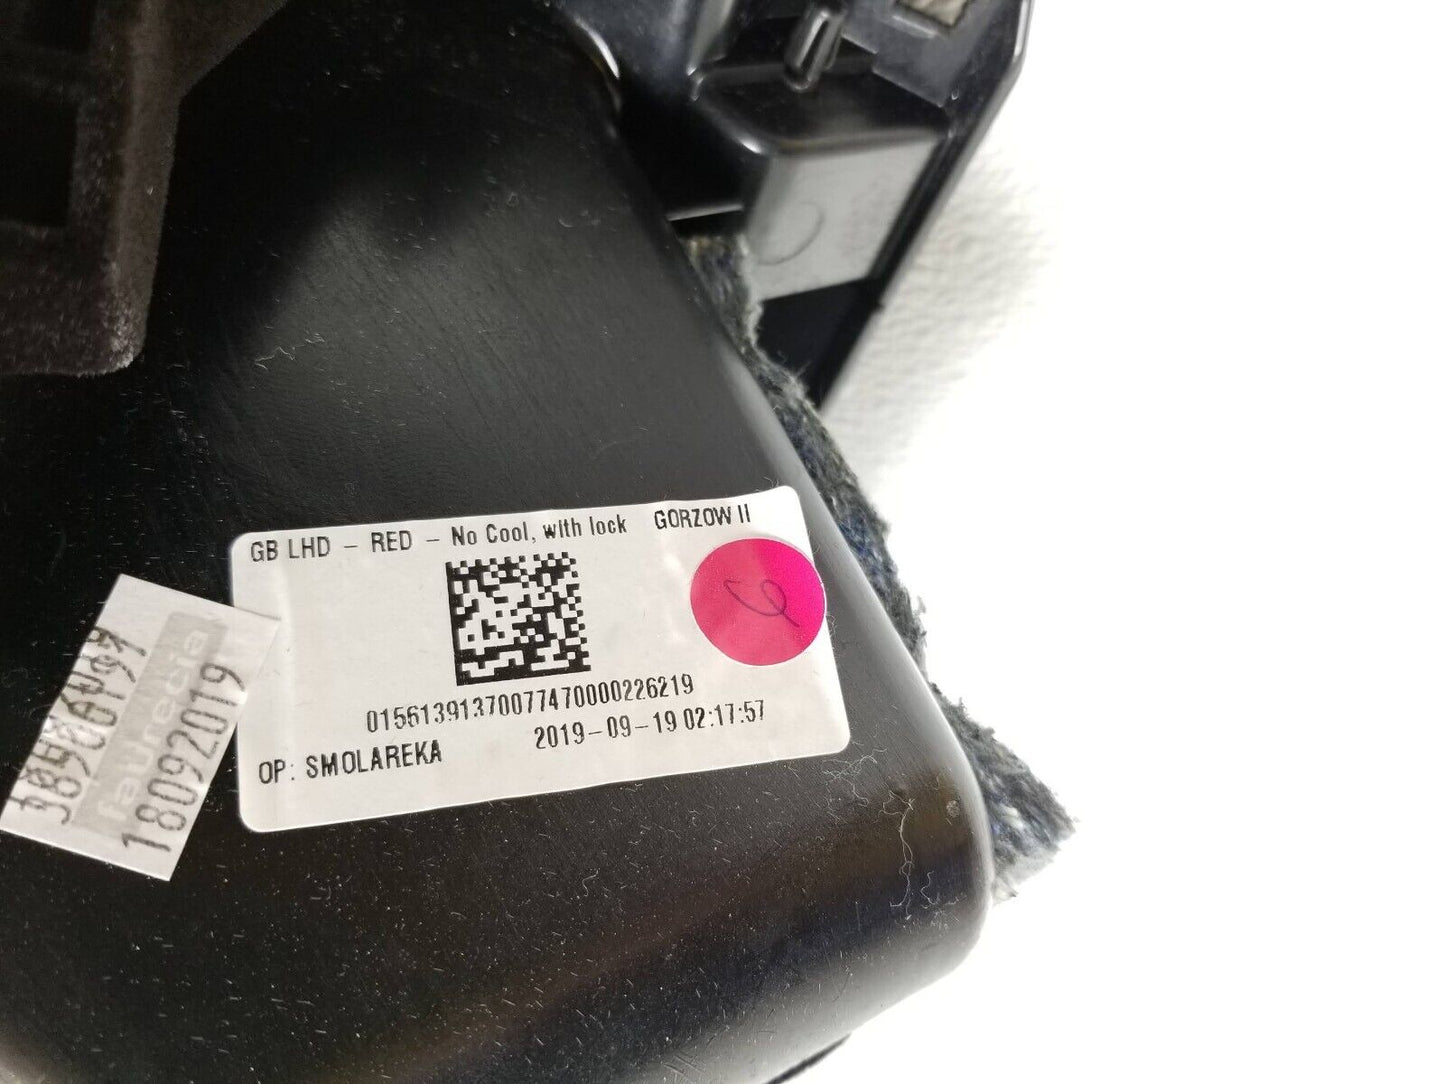 GB LHD - RED - No Cool, with lock GORZOW II
01561391370077470000226219
2019-09-19 02:17:57
OP: SMOLAREKA
faurecia
18092019